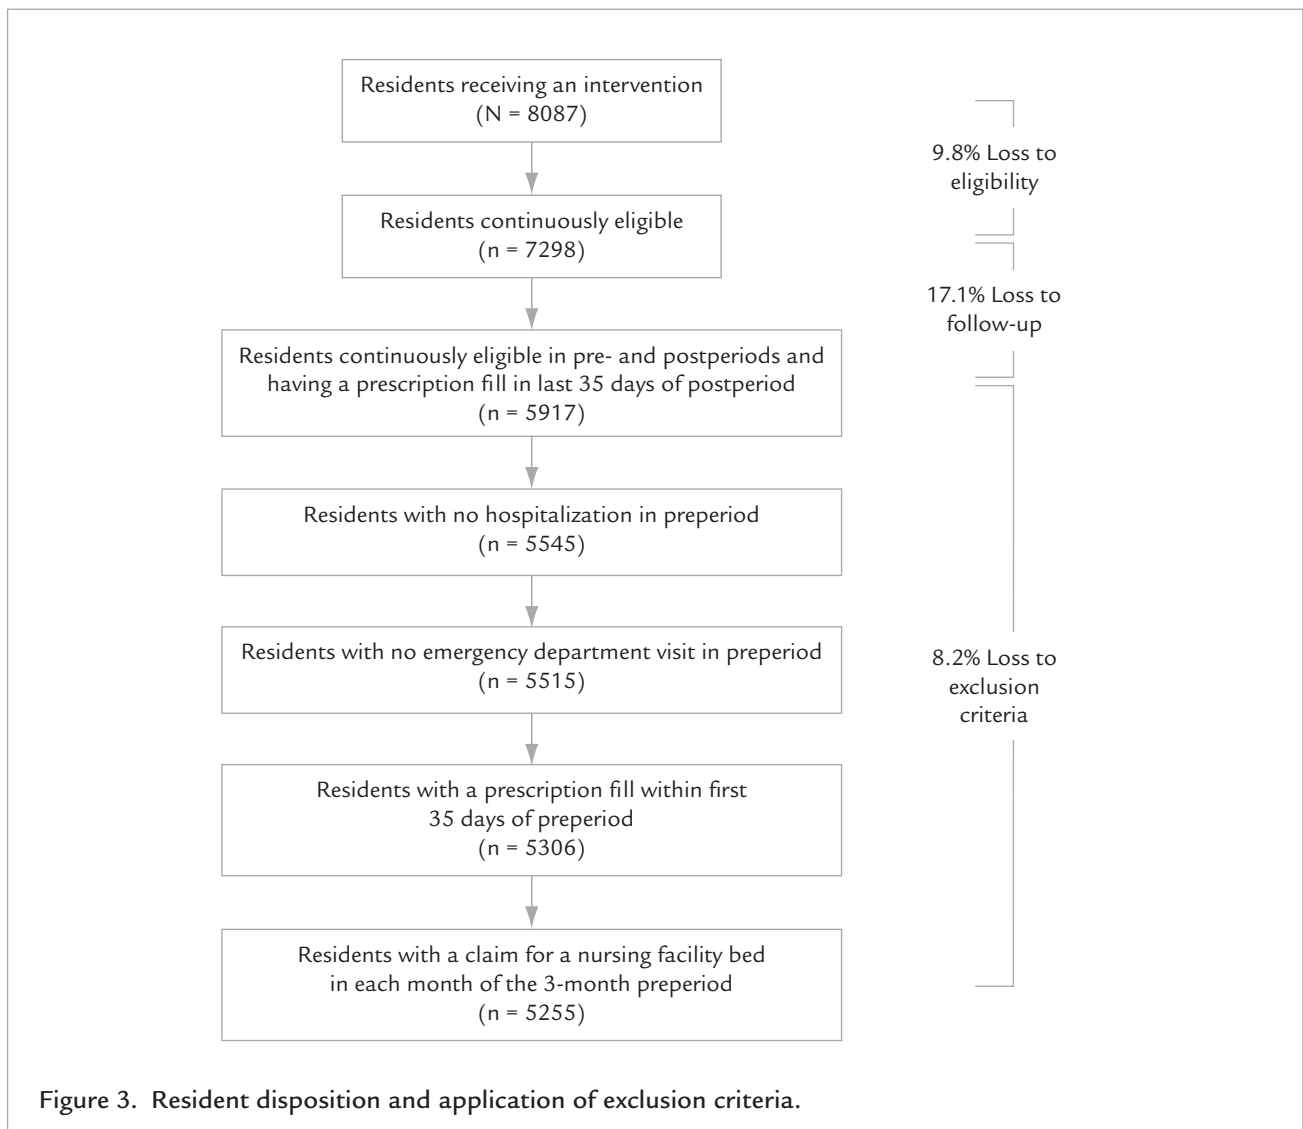 Residents receiving an intervention
(N = 8087)
9.8% Loss to
eligibility
Residents continuously eligible
(n = 7298)
17.1% Loss to
follow-up
Residents continuously eligible in pre- and postperiods and
having a prescription fill in last 35 days of postperiod
(n = 5917)
Residents with no hospitalization in preperiod
(n = 5545)
Residents with no emergency department visit in preperiod
(n = 5515)
8.2% Loss to
exclusion
criteria
Residents with a prescription fill within first
35 days of preperiod
(n = 5306)
Residents with a claim for a nursing facility bed
in each month of the 3-month preperiod
(n = 5255)
Figure 3. Resident disposition and application of exclusion criteria.